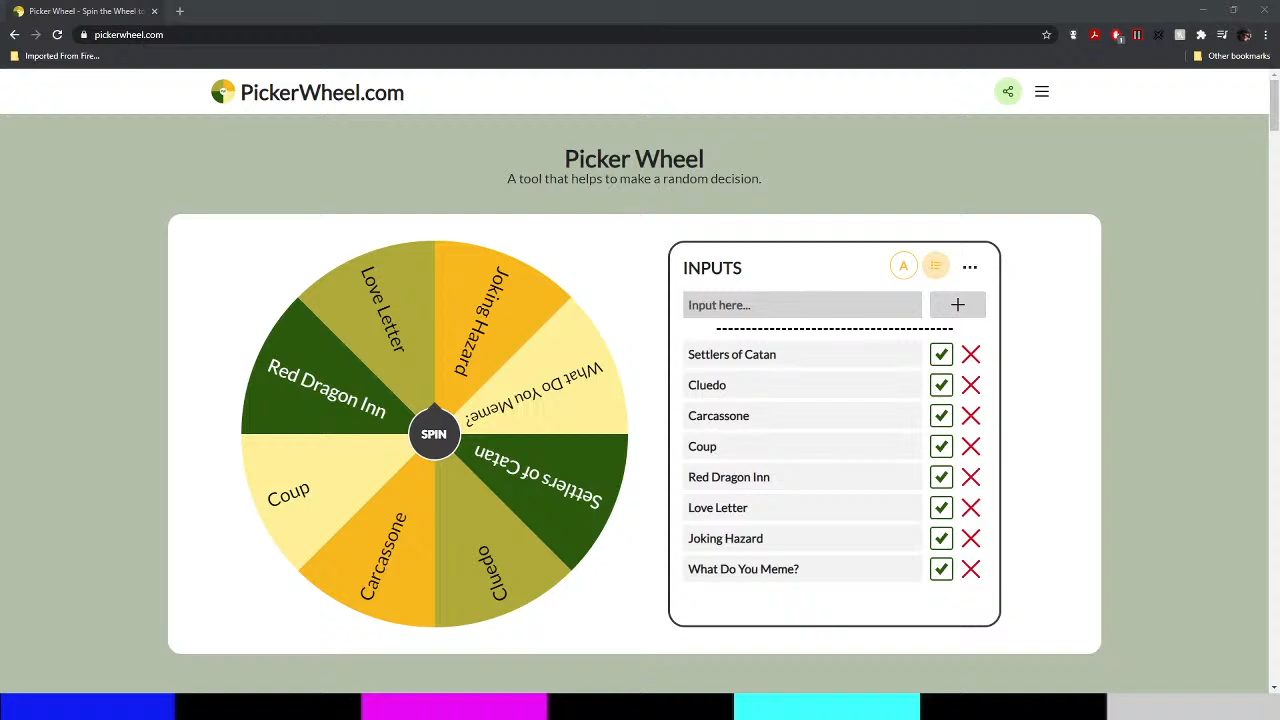 Picker Wheel - Spin the Wheel to
pickerwheel.com
1
Imported From Fire...
Other bookmarks
PickerWheel.com
Picker Wheel
A tool that helps to make a random decision.
Love Letter
Joking Hazard
Red Dragon Inn
What Do You Meme?
SPIN
Coup
Settlers of Catan
Carcassone
Cluedo
INPUTS
A
Input here...
Settlers of Catan
Cluedo
Carcassone
Coup
Red Dragon Inn
Love Letter
Joking Hazard
What Do You Meme?